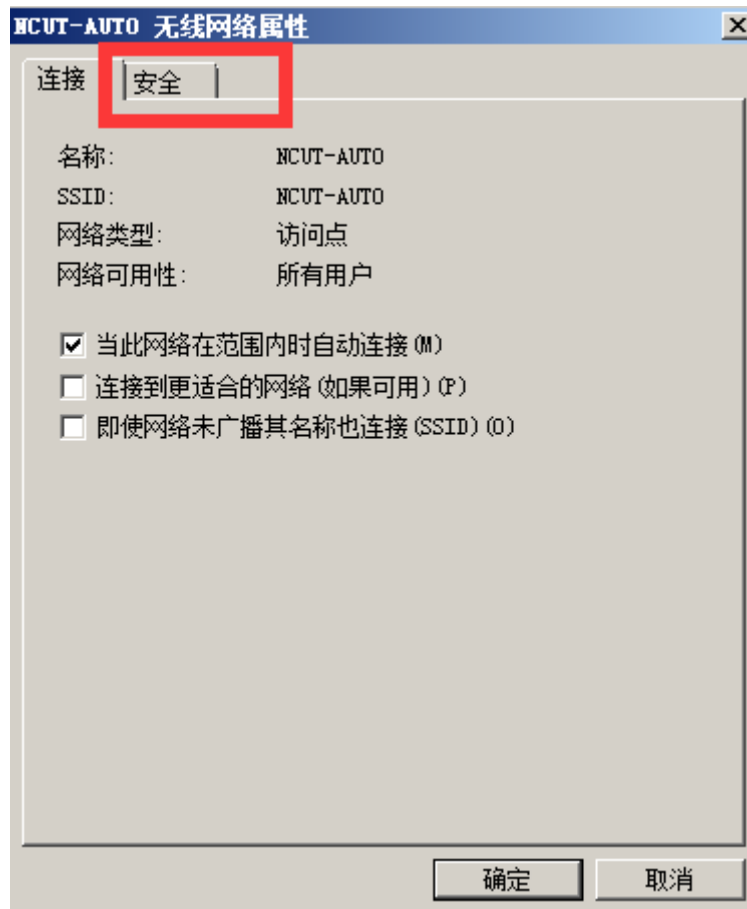 NCUT-AUTO 无线网络属性
连接 安全
名称: NCUT-AUTO
SSID: NCUT-AUTO
网络类型: 访问点
网络可用性: 所有用户
当此网络在范围内时自动连接(M)
连接到更适合的网络(如果可用)(P)
即使网络未广播其名称也连接(SSID)(O)
确定 取消